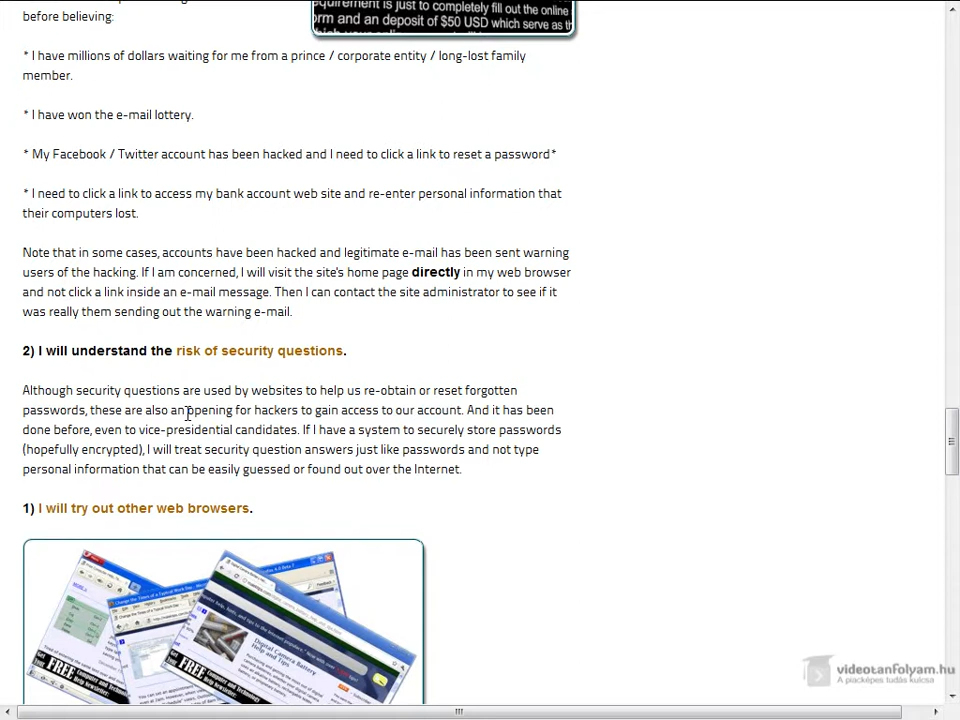 before believing:
quirement is just to completely fill out the online
orm and an deposit of $50 USD which serve as th
* I have millions of dollars waiting for me from a prince / corporate entity / long-lost family
member.
* I have won the e-mail lottery.
* My Facebook / Twitter account has been hacked and I need to click a link to reset a password*
* I need to click a link to access my bank account web site and re-enter personal information that
their computers lost.
Note that in some cases, accounts have been hacked and legitimate e-mail has been sent warning
users of the hacking. If I am concerned, I will visit the site's home page directly in my web browser
and not click a link inside an e-mail message. Then I can contact the site administrator to see if it
was really them sending out the warning e-mail.
2) I will understand the risk of security questions.
Although security questions are used by websites to help us re-obtain or reset forgotten
passwords, these are also an opening for hackers to gain access to our account. And it has been
done before, even to vice-presidential candidates. If I have a system to securely store passwords
(hopefully encrypted), I will treat security question answers just like passwords and not type
personal information that can be easily guessed or found out over the Internet.
1) I will try out other web browsers.
Digital Camera Battery
Help and Tips
FREE
videotanfolyam.hu
A piacképes tudás kulcsa